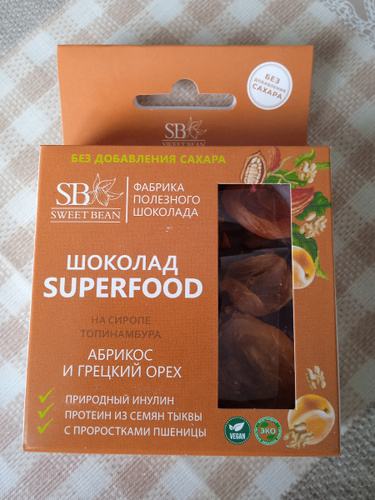 БЕЗ
ДОБАВЛЕНИЯ
САХАРА
SB
SWEET BEAN
БЕЗ ДОБАВЛЕНИЯ САХАРА
SB
SWEET BEAN
ФАБРИКА
ПОЛЕЗНОГО
ШОКОЛАДА
ШОКОЛАД
SUPERFOOD
НА СИРОПЕ
ТОПИНАМБУРА
АБРИКОС
И ГРЕЦКИЙ ОРЕХ
ПРИРОДНЫЙ ИНУЛИН
ПРОТЕИН ИЗ СЕМЯН ТЫКВЫ
С ПРОРОСТКАМИ ПШЕНИЦЫ
VEGAN
ЭКО